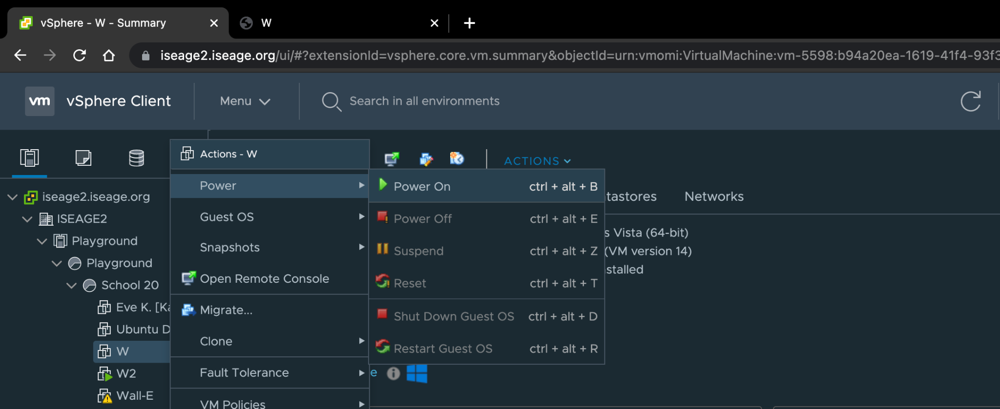 vSphere - W - Summary
W
iseage2.iseage.org/ui/#?extensionId=vsphere.core.vm.summary&objectId=urn:vmomi:VirtualMachine:vm-5598:b94a20ea-1619-41f4-93f3
vm vSphere Client Menu Search in all environments
Actions - W
ACTIONS
iseage2.iseage.org
ISEAGE2
Playground
Playground
School 20
Eve K. [Ka
Ubuntu D
W
W2
Wall-E
Power
Guest OS
Snapshots
Open Remote Console
Migrate...
Clone
Fault Tolerance
VM Policies
Power On ctrl + alt + B
Power Off ctrl + alt + E
Suspend ctrl + alt + Z
Reset ctrl + alt + T
Shut Down Guest OS ctrl + alt + D
Restart Guest OS ctrl + alt + R
tastores Networks
s Vista (64-bit)
(VM version 14)
stalled
e